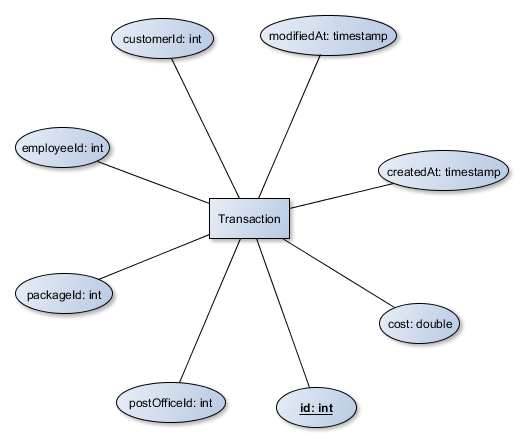 customerId: int
modifiedAt: timestamp
employeeId: int
createdAt: timestamp
Transaction
packageId: int
cost: double
postOfficeId: int
id: int